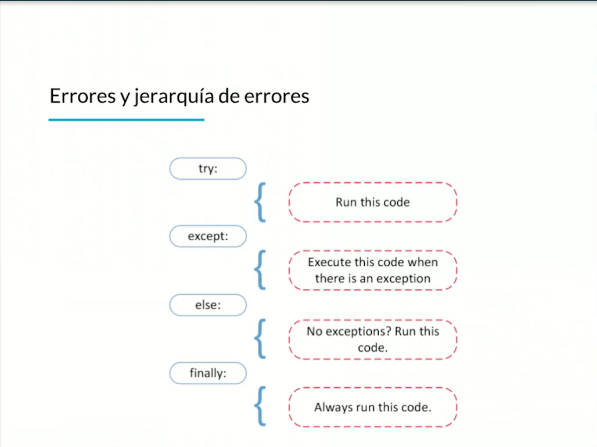 Errores y jerarquía de errores
try:
Run this code
except:
Execute this code when
there is an exception
else:
No exceptions? Run this
code.
finally:
Always run this code.